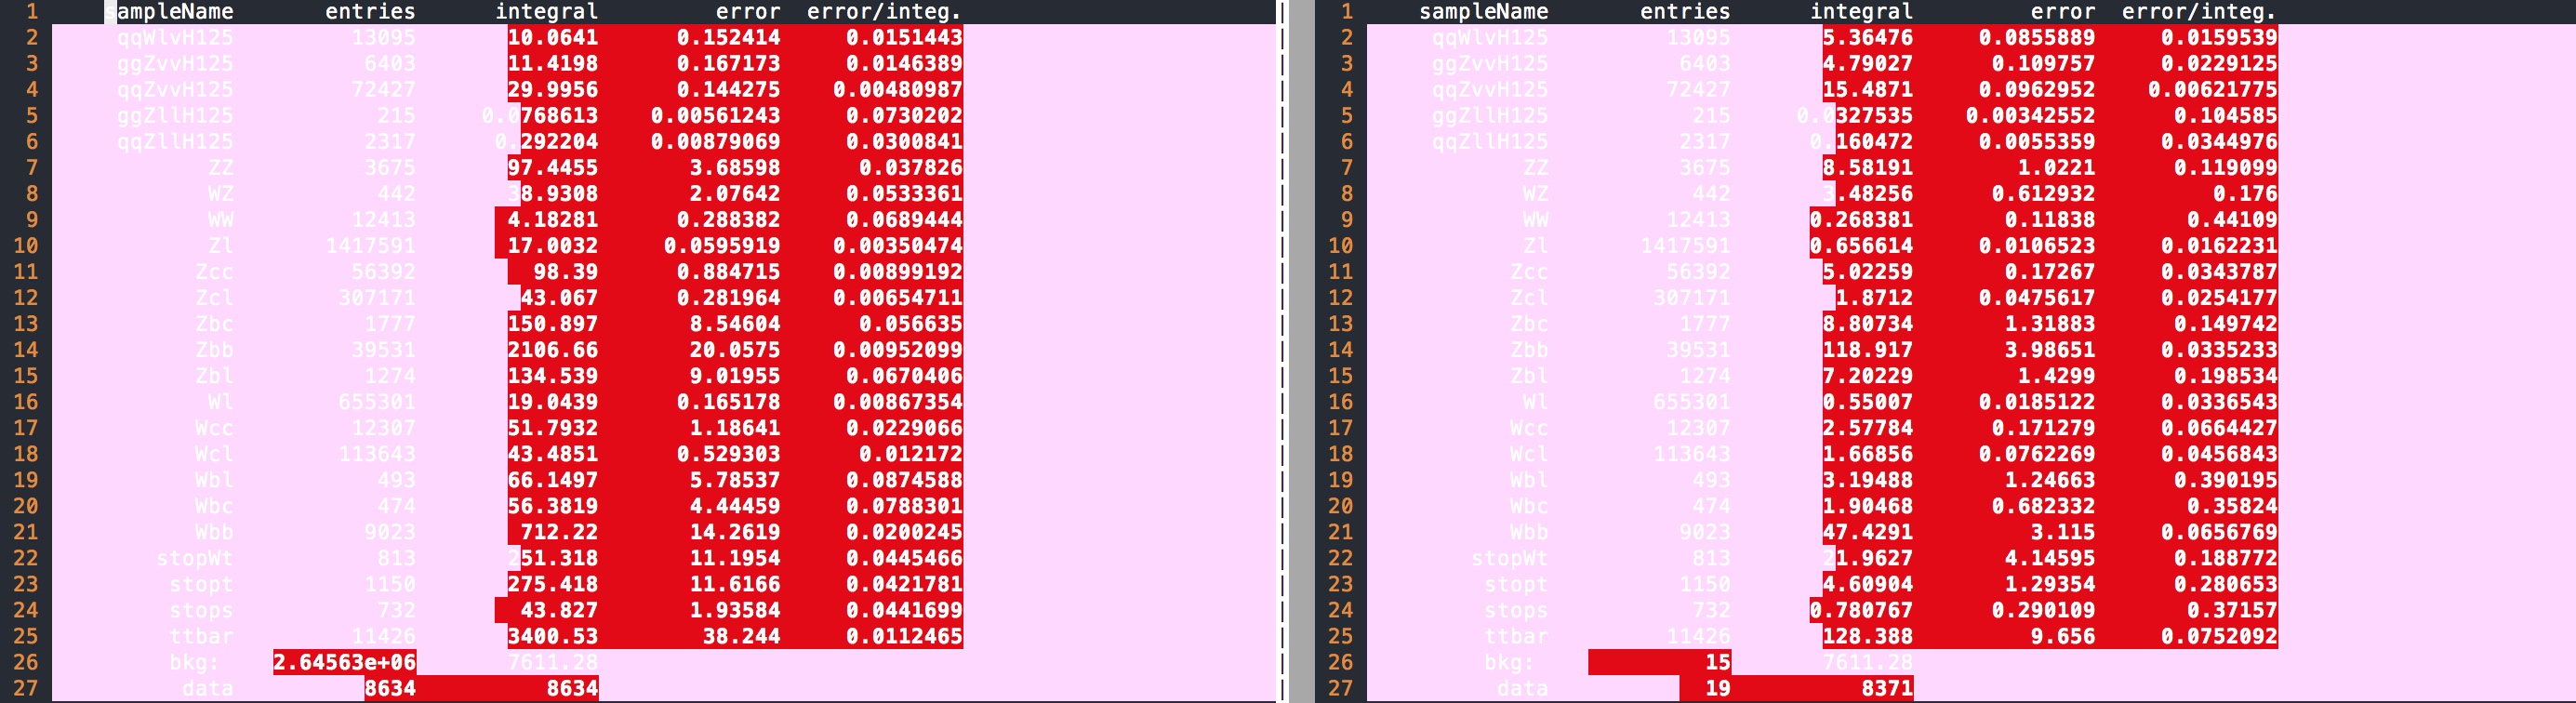 1 sampleName entries integral error error/integ.
2 qqWlvH125 13095 10.0641 0.152414 0.0151443
3 ggZvvH125 6403 11.4198 0.167173 0.0146389
4 qqZvvH125 72427 29.9956 0.144275 0.00480987
5 ggZllH125 215 0.0768613 0.00561243 0.0730202
6 qqZllH125 2317 0.292204 0.00879069 0.0300841
7 ZZ 3675 97.4455 3.68598 0.037826
8 WZ 442 38.9308 2.07642 0.0533361
9 WW 12413 4.18281 0.288382 0.0689444
10 Zl 1417591 17.0032 0.0595919 0.00350474
11 Zcc 56392 98.39 0.884715 0.00899192
12 Zcl 307171 43.067 0.281964 0.00654711
13 Zbc 1777 150.897 8.54604 0.056635
14 Zbb 39531 2106.66 20.0575 0.00952099
15 Zbl 1274 134.539 9.01955 0.0670406
16 Wl 655301 19.0439 0.165178 0.00867354
17 Wcc 12307 51.7932 1.18641 0.0229066
18 Wcl 113643 43.4851 0.529303 0.012172
19 Wbl 493 66.1497 5.78537 0.0874588
20 Wbc 474 56.3819 4.44459 0.0788301
21 Wbb 9023 712.22 14.2619 0.0200245
22 stopWt 813 251.318 11.1954 0.0445466
23 stopt 1150 275.418 11.6166 0.0421781
24 stops 732 43.827 1.93584 0.0441699
25 ttbar 11426 3400.53 38.244 0.0112465
26 bkg: 2.64563e+06 7611.28
27 data 8634 8634
1 sampleName entries integral error error/integ.
2 qqWlvH125 13095 5.36476 0.0855889 0.0159539
3 ggZvvH125 6403 4.79027 0.109757 0.0229125
4 qqZvvH125 72427 15.4871 0.0962952 0.00621775
5 ggZllH125 215 0.0327535 0.00342552 0.104585
6 qqZllH125 2317 0.160472 0.0055359 0.0344976
7 ZZ 3675 8.58191 1.0221 0.119099
8 WZ 442 3.48256 0.612932 0.176
9 WW 12413 0.268381 0.11838 0.44109
10 Zl 1417591 0.656614 0.0106523 0.0162231
11 Zcc 56392 5.02259 0.17267 0.0343787
12 Zcl 307171 1.8712 0.0475617 0.0254177
13 Zbc 1777 8.80734 1.31883 0.149742
14 Zbb 39531 118.917 3.98651 0.0335233
15 Zbl 1274 7.20229 1.4299 0.198534
16 Wl 655301 0.55007 0.0185122 0.0336543
17 Wcc 12307 2.57784 0.171279 0.0664427
18 Wcl 113643 1.66856 0.0762269 0.0456843
19 Wbl 493 3.19488 1.24663 0.390195
20 Wbc 474 1.90468 0.682332 0.35824
21 Wbb 9023 47.4291 3.115 0.0656769
22 stopWt 813 21.9627 4.14595 0.188772
23 stopt 1150 4.60904 1.29354 0.280653
24 stops 732 0.780767 0.290109 0.37157
25 ttbar 11426 128.388 9.656 0.0752092
26 bkg: 15 7611.28
27 data 19 8371